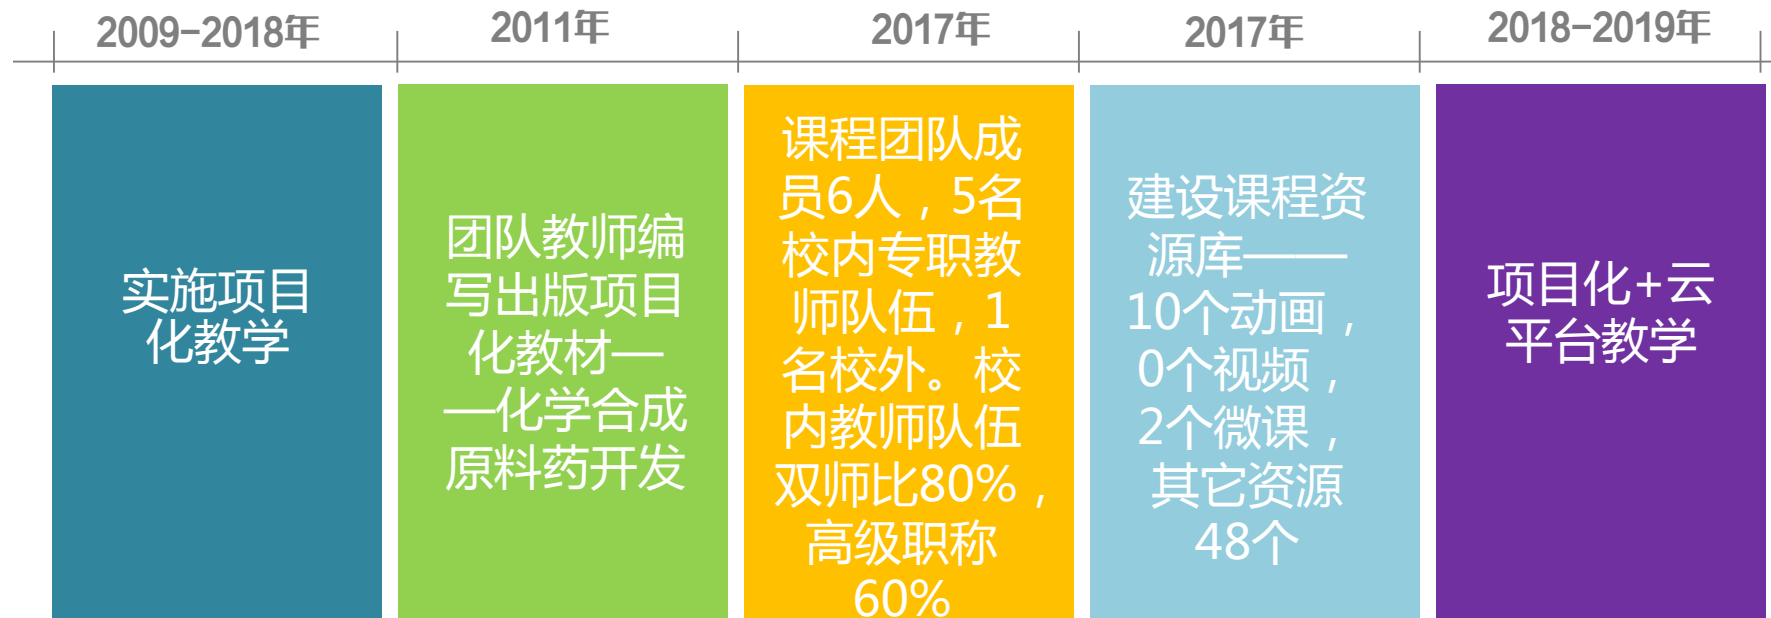 2009-2018年
2011年
2017年
2017年
2018-2019年
实施项目
化教学
团队教师编
写出版项目
化教材—
—化学合成
原料药开发
课程团队成
员6人，5名
校内专职教
师队伍，1
名校外。校
内教师队伍
双师比80%，
高级职称
60%
建设课程资
源库——
10个动画，
0个视频，
2个微课，
其它资源
48个
项目化+云
平台教学